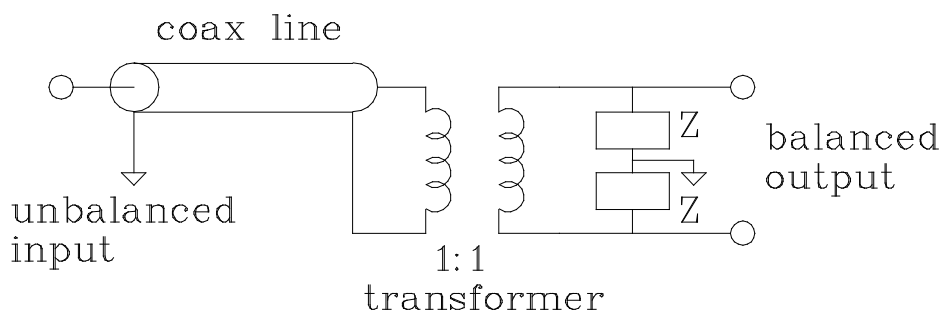 coax line
Z
balanced
output
Z
unbalanced
input
1:1
transformer